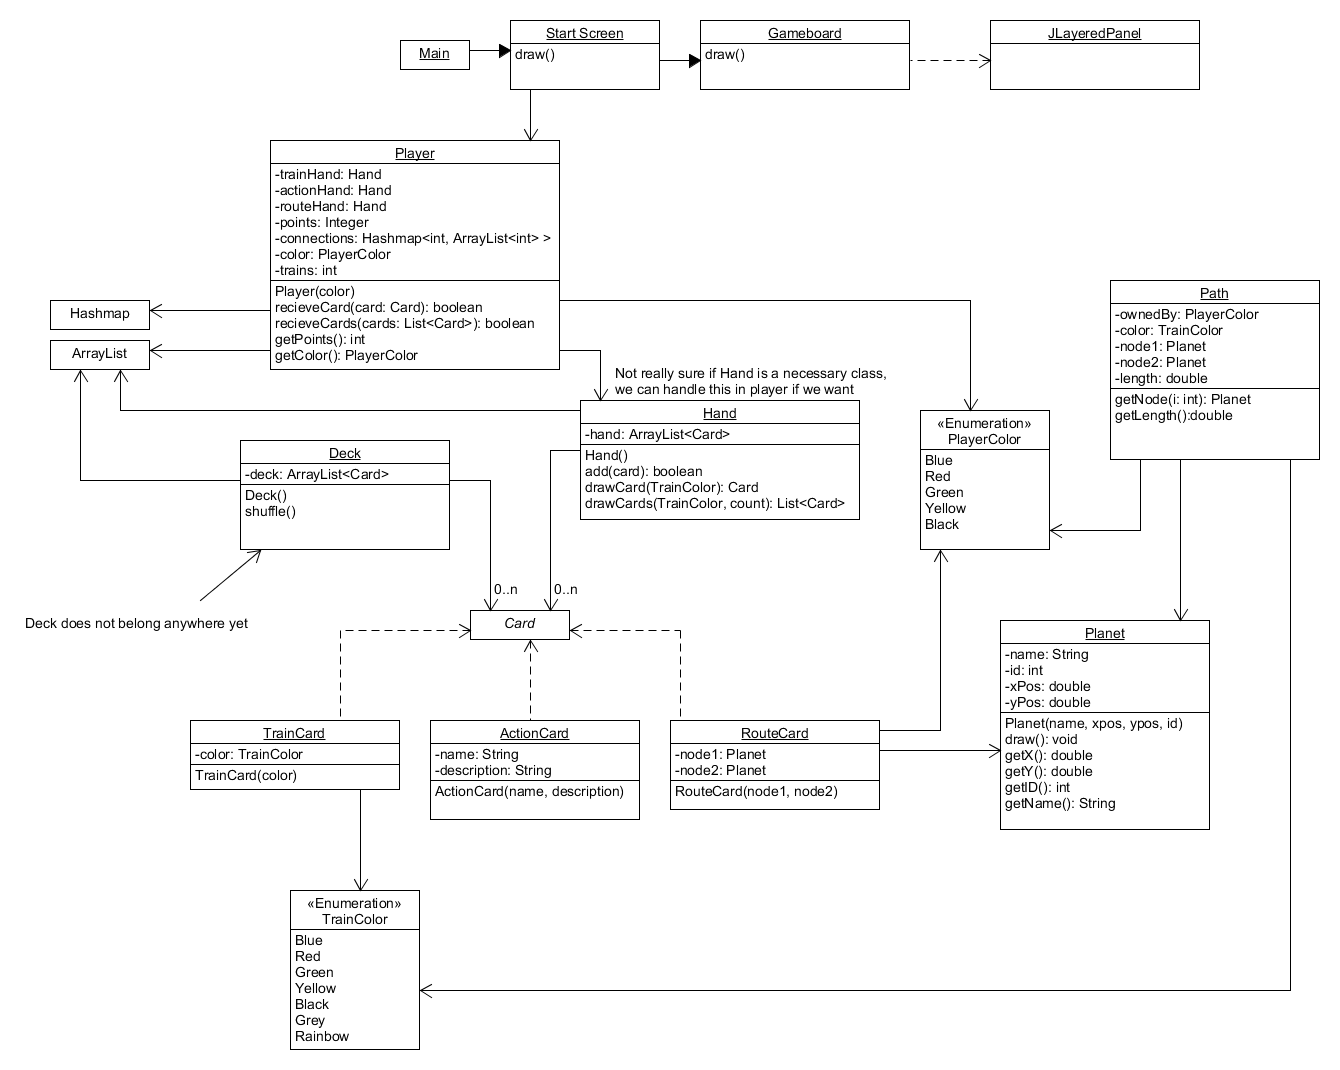 Main
Start Screen
draw()
Gameboard
draw()
JLayeredPanel
Player
-trainHand: Hand
-actionHand: Hand
-routeHand: Hand
-points: Integer
-connections: Hashmap<int, ArrayList<int> >
-color: PlayerColor
-trains: int
Player(color)
recieveCard(card: Card): boolean
recieveCards(cards: List<Card>): boolean
getPoints(): int
getColor(): PlayerColor
Hashmap
ArrayList
Path
-ownedBy: PlayerColor
-color: TrainColor
-node1: Planet
-node2: Planet
-length: double
getNode(i: int): Planet
getLength():double
Not really sure if Hand is a necessary class,
we can handle this in player if we want
Hand
-hand: ArrayList<Card>
Hand()
add(card): boolean
drawCard(TrainColor): Card
drawCards(TrainColor, count): List<Card>
«Enumeration»
PlayerColor
Blue
Red
Green
Yellow
Black
Deck
-deck: ArrayList<Card>
Deck()
shuffle()
Deck does not belong anywhere yet
0..n
0..n
Card
Planet
-name: String
-id: int
-xPos: double
-yPos: double
Planet(name, xpos, ypos, id)
draw(): void
getX(): double
getY(): double
getID(): int
getName(): String
TrainCard
-color: TrainColor
TrainCard(color)
ActionCard
-name: String
-description: String
ActionCard(name, description)
RouteCard
-node1: Planet
-node2: Planet
RouteCard(node1, node2)
«Enumeration»
TrainColor
Blue
Red
Green
Yellow
Black
Grey
Rainbow